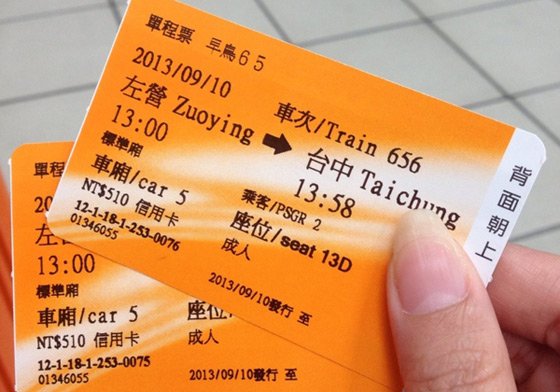 單程票 早鳥65
2013/09/10
左營 Zuoying
13:00
車次/Train 656
台中 Taichung
13:58
標準廂
車廂/car 5
NT$510 信用卡
12-1-18-1-253-0076
01346055
乘客/PSGR 2
座位/seat 13D
成人
2013/09/10發行 至
背面朝上
單程票
20
左
13:00
標準廂
車廂/car 5
NT$510 信用卡
12-1-18-1-253-0075
01346055
座位/
成人
2013/09/10發行 至